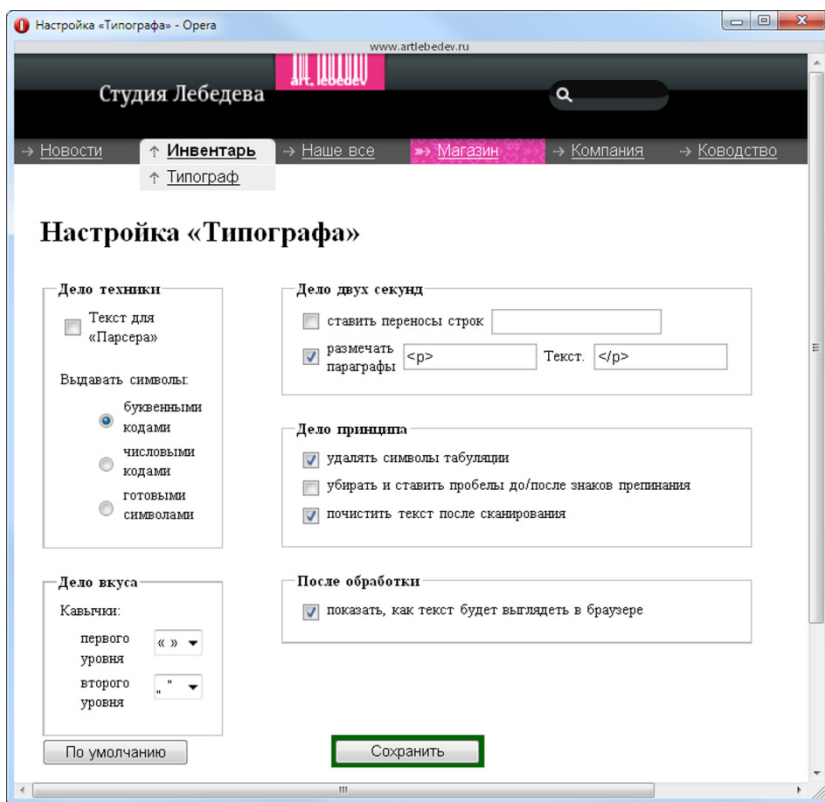 Настройка «Типографа» - Opera
www.artlebedev.ru
Студия Лебедева
art. lebedev
→ Новости
↑ Инвентарь
→ Наше все
Магазин
→ Компания
→ Ководство
↑ Типограф
Настройка «Типографа»
Дело техники
Текст для
«Парсера»
Выдавать символы:
буквенными
кодами
числовыми
кодами
готовыми
символами
Дело двух секунд
ставить переносы строк
размечать
параграфы
<p>
Текст.
</p>
Дело принципа
удалять символы табуляции
убирать и ставить пробелы до/после знаков препинания
почистить текст после сканирования
Дело вкуса
Кавычки:
первого
уровня
« »
второго
уровня
„ “
После обработки
показать, как текст будет выглядеть в браузере
По умолчанию
Сохранить